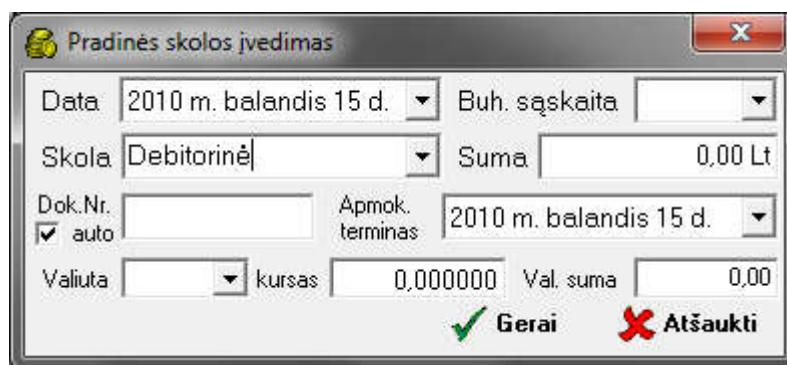 Pradinės skolos įvedimas
Data 2010 m. balandis 15 d. Buh. sąskaita
Skola Debitorinė Suma 0,00 Lt
Dok.Nr. auto Apmok. terminas 2010 m. balandis 15 d.
Valiuta kursas 0,000000 Val. suma 0,00
Gerai Atšaukti